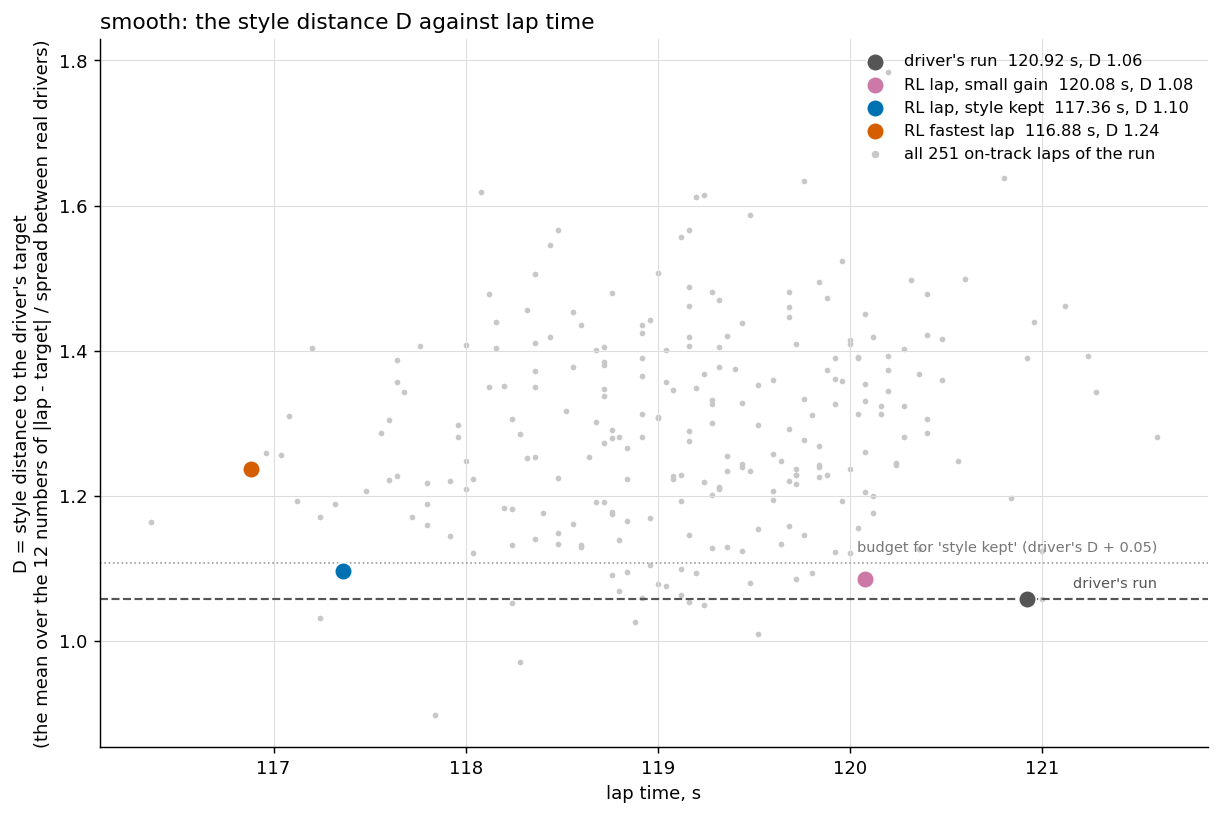 smooth: the style distance D against lap time
D = style distance to the driver's target
(the mean over the 12 numbers of |lap - target| / spread between real drivers)
1.8
1.6
1.4
1.2
1.0
driver's run  120.92 s, D 1.06
RL lap, small gain  120.08 s, D 1.08
RL lap, style kept  117.36 s, D 1.10
RL fastest lap  116.88 s, D 1.24
all 251 on-track laps of the run
budget for 'style kept' (driver's D + 0.05)
driver's run
117
118
119
120
121
lap time, s